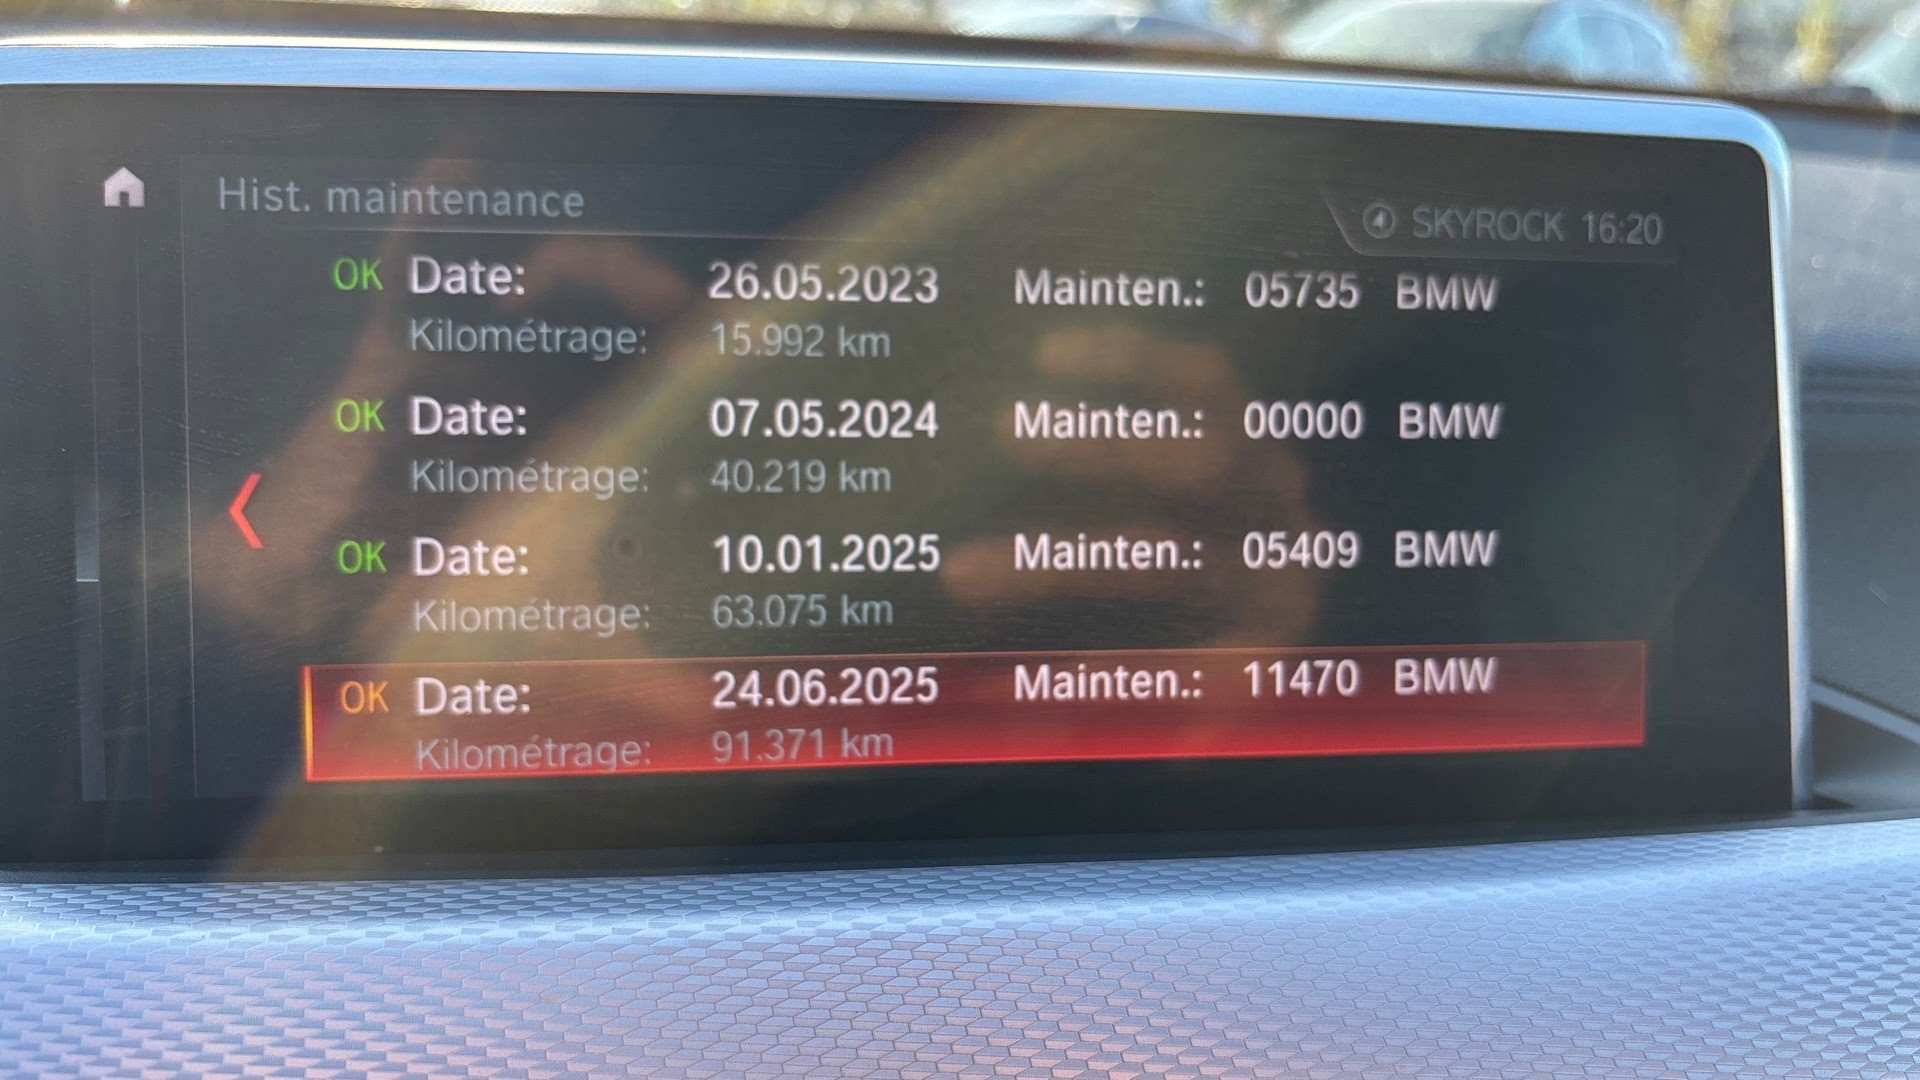 Hist. maintenance
SKYROCK 16:20
OK Date: 26.05.2023 Mainten.: 05735 BMW
Kilométrage: 15.992 km
OK Date: 07.05.2024 Mainten.: 00000 BMW
Kilométrage: 40.219 km
OK Date: 10.01.2025 Mainten.: 05409 BMW
Kilométrage: 63.075 km
OK Date: 24.06.2025 Mainten.: 11470 BMW
Kilométrage: 91.371 km